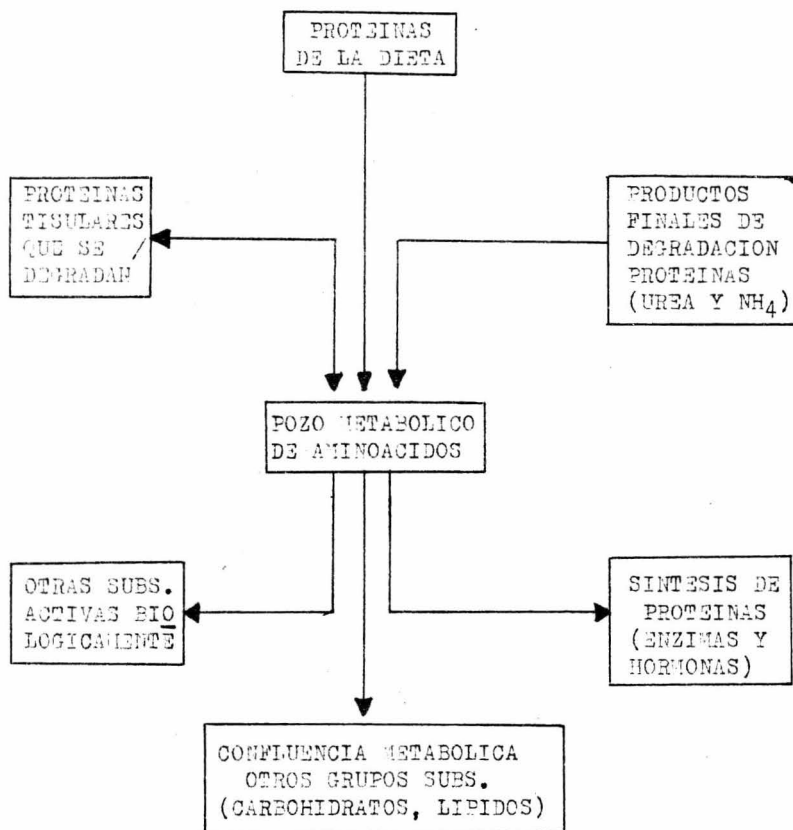 PROTEINAS
DE LA DIETA
PROTEINAS
TISULARES
QUE SE
DEGRADAN
PRODUCTOS
FINALES DE
DEGRADACION
PROTEINAS
(UREA Y NH4)
POZO METABOLICO
DE AMINOACIDOS
OTRAS SUBS.
ACTIVAS BIO
LOGICAMENTE
SINTESIS DE
PROTEINAS
(ENZIMAS Y
HORMONAS)
CONFLUENCIA METABOLICA
OTROS GRUPOS SUBS.
(CARBOHIDRATOS, LIPIDOS)